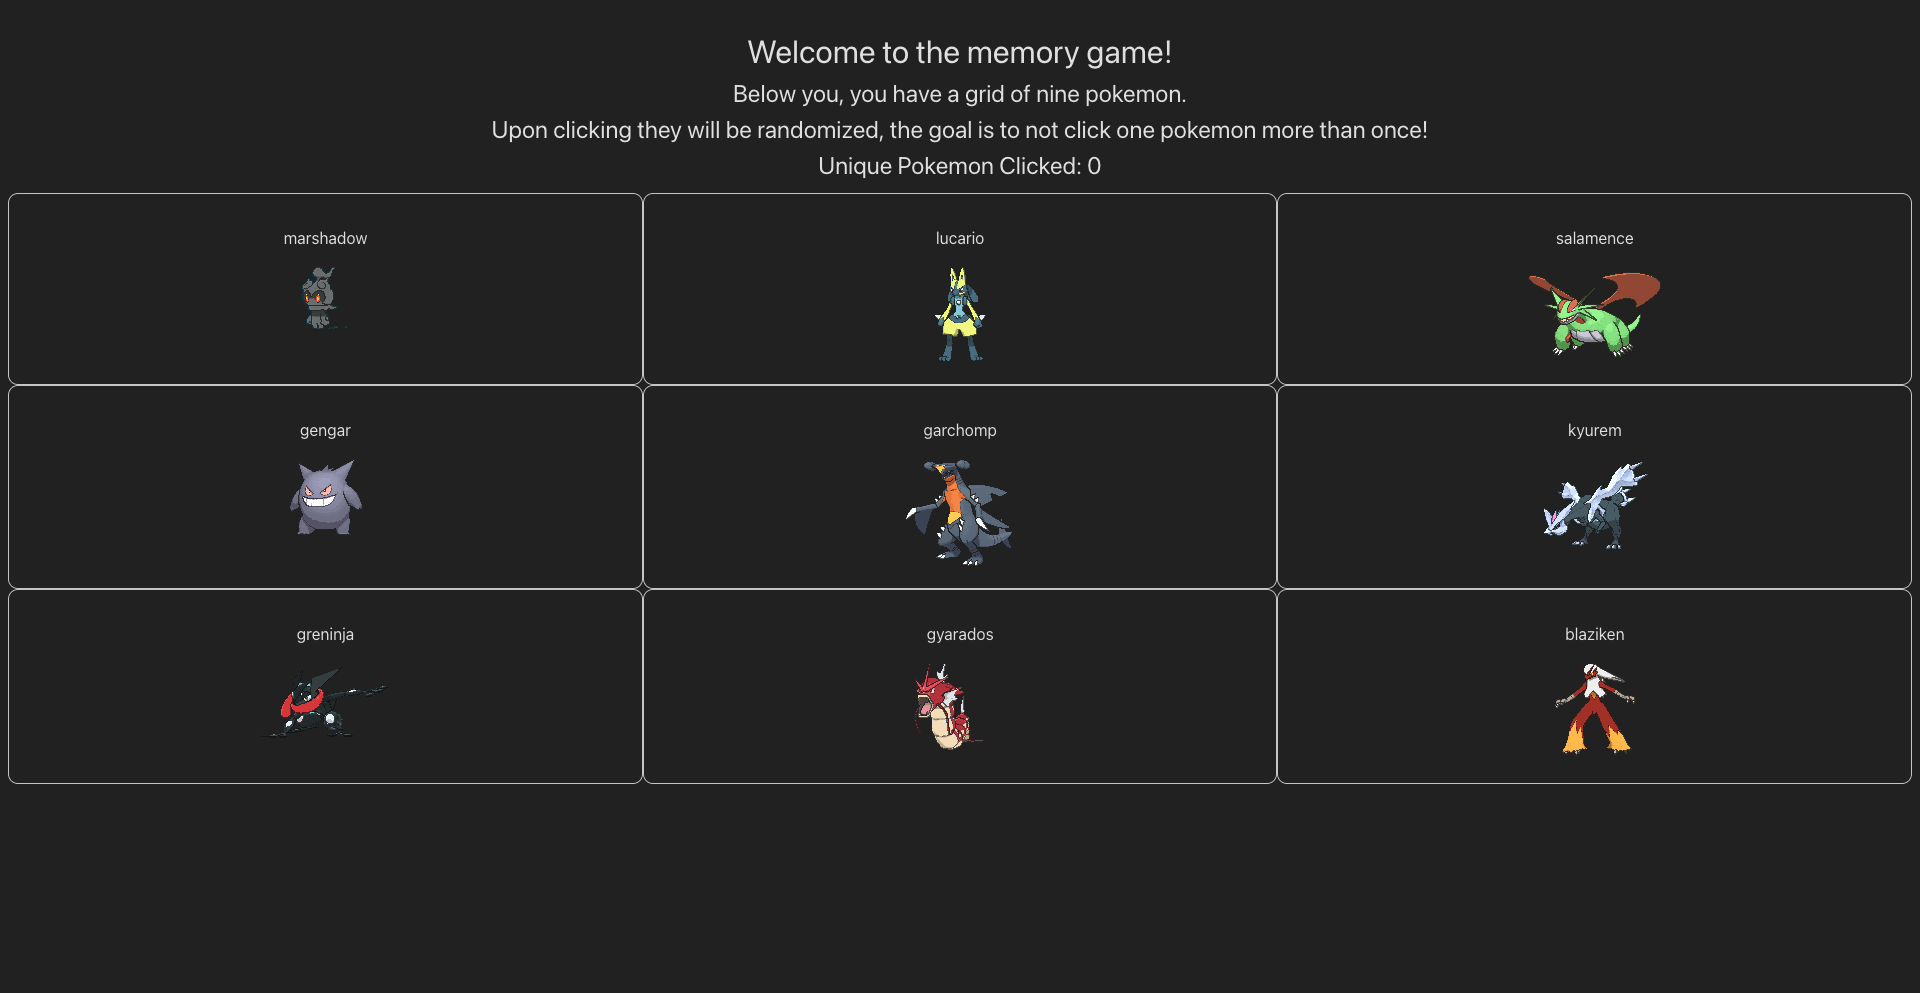 Welcome to the memory game!
Below you, you have a grid of nine pokemon.
Upon clicking they will be randomized, the goal is to not click one pokemon more than once!
Unique Pokemon Clicked: 0
marshadow
lucario
salamence
gengar
garchomp
kyurem
greninja
gyarados
blaziken